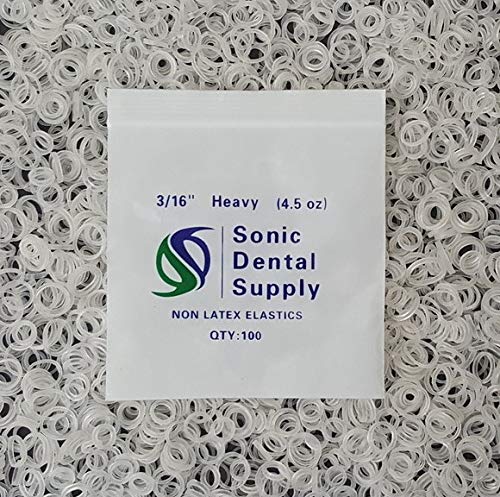 3/16" Heavy (4.5 oz)
Sonic
Dental
Supply
NON LATEX ELASTICS
QTY:100